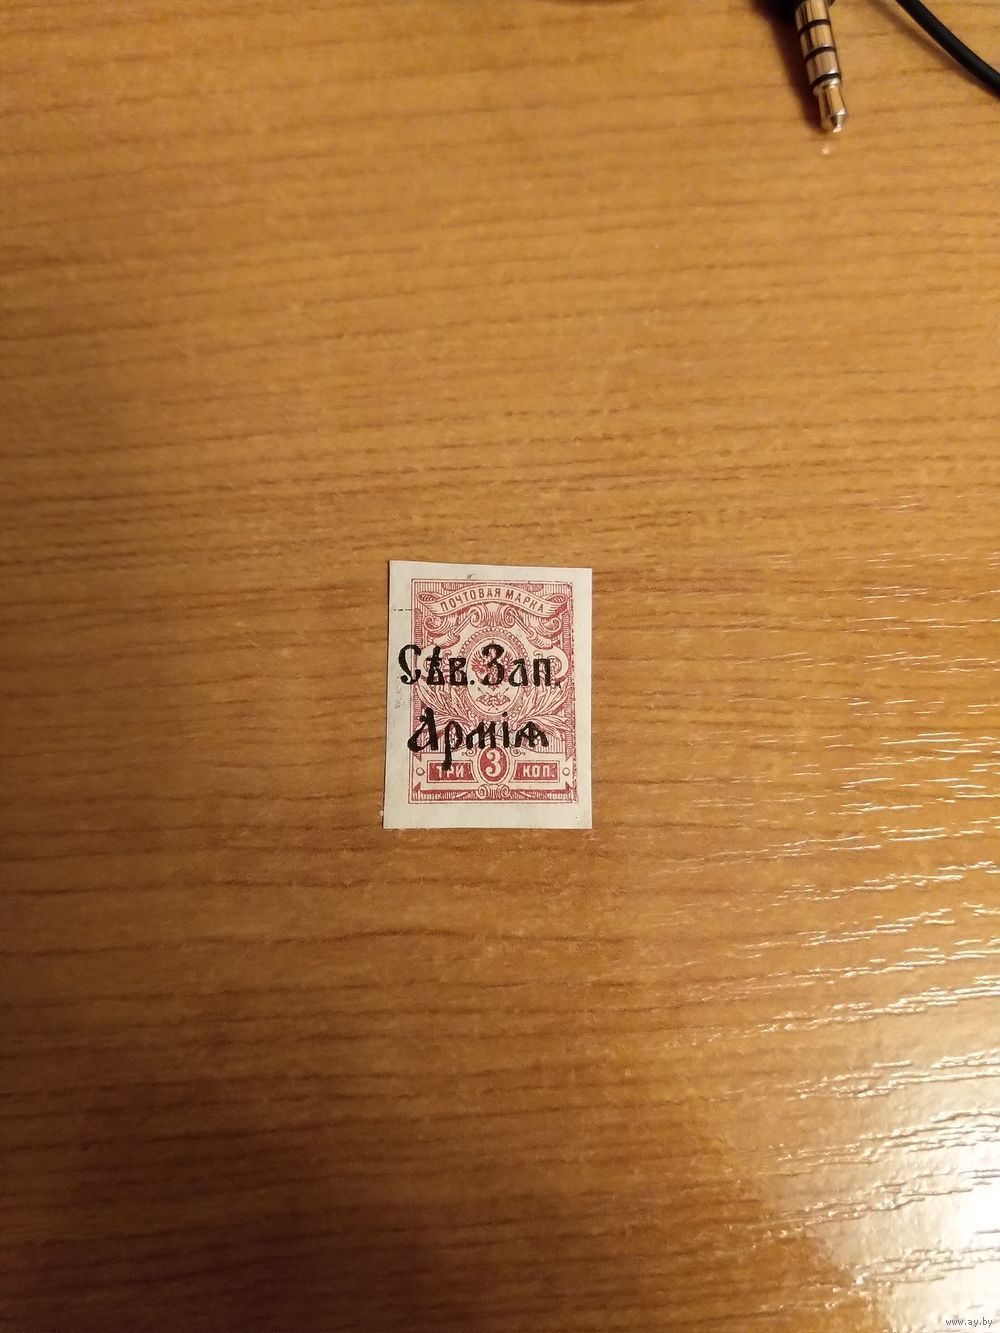 ПОЧТОВАЯ МАРКА
Сѣв. Зап.
Армія
ТРИ 3 КОП.
www.ay.by